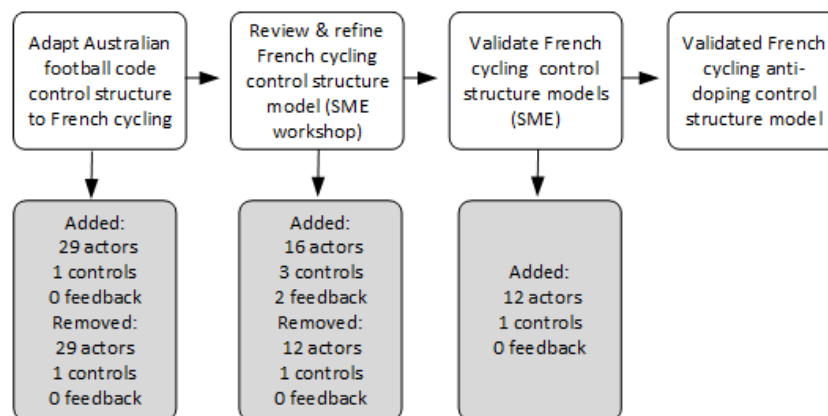 Adapt Australian
football code
control structure
to French cycling
Review & refine
French cycling
control structure
model (SME
workshop)
Validate French
cycling control
structure models
(SME)
Validated French
cycling anti-
doping control
structure model
Added:
29 actors
1 controls
0 feedback
Removed:
29 actors
1 controls
0 feedback
Added:
16 actors
3 controls
2 feedback
Removed:
12 actors
1 controls
0 feedback
Added:
12 actors
1 controls
0 feedback